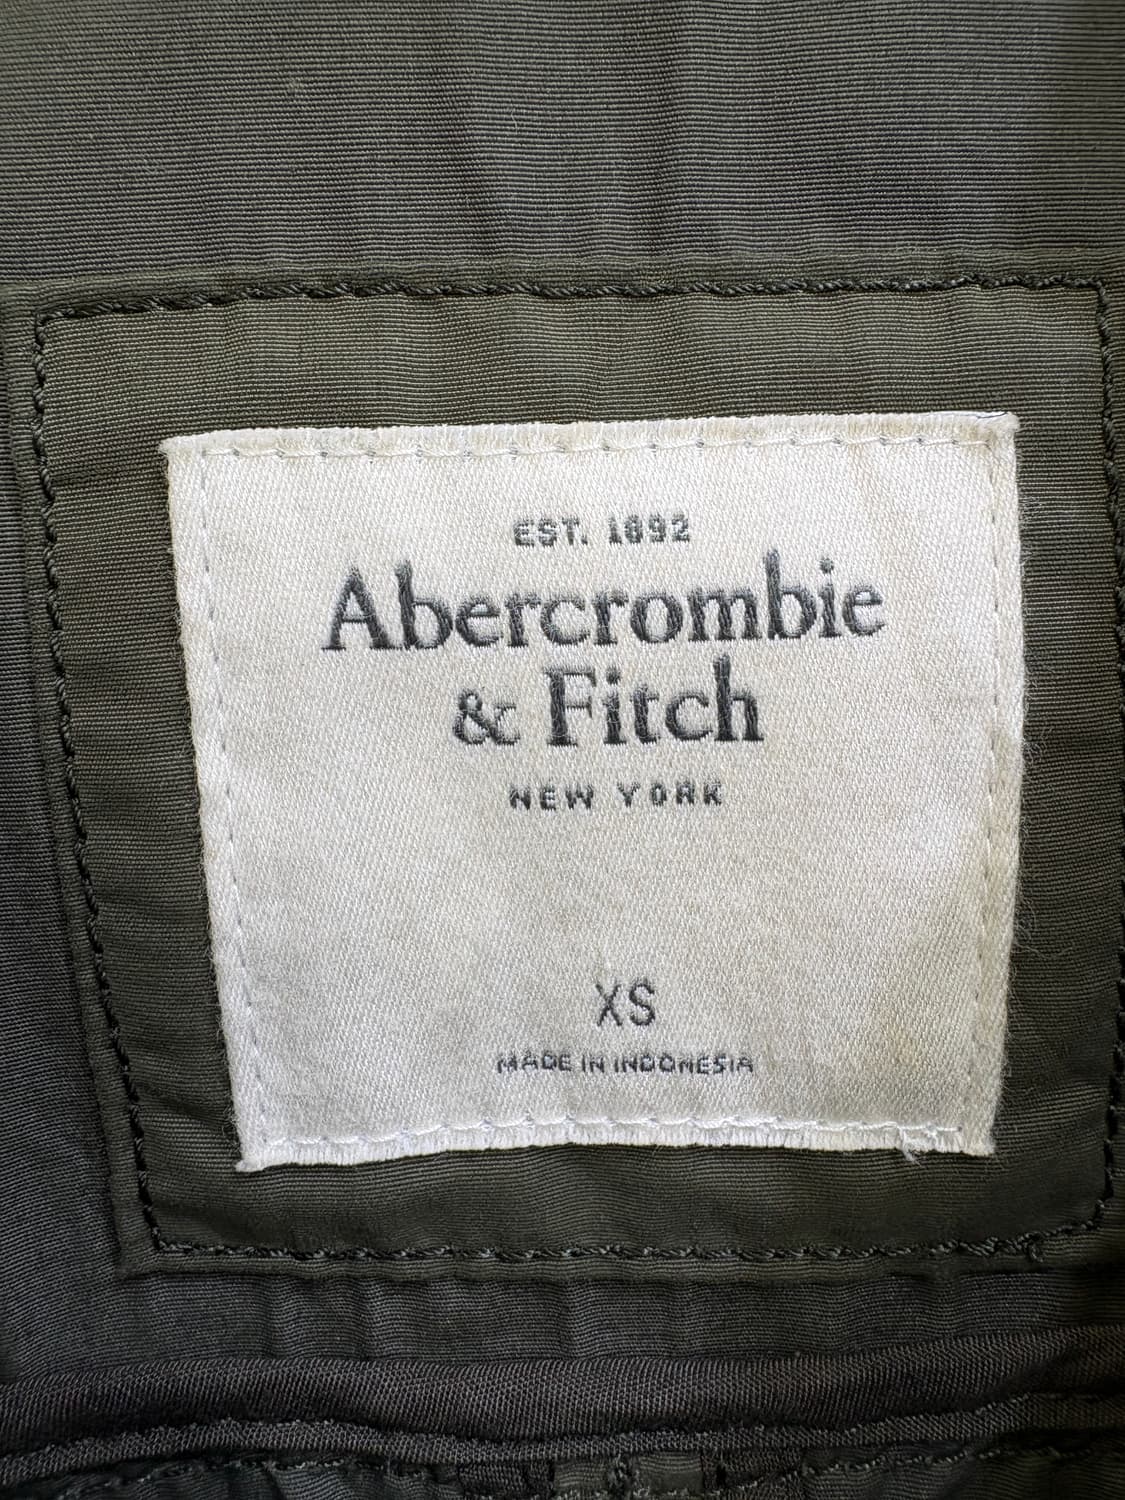 EST. 1892
Abercrombie
& Fitch
NEW YORK
XS
MADE IN INDONESIA